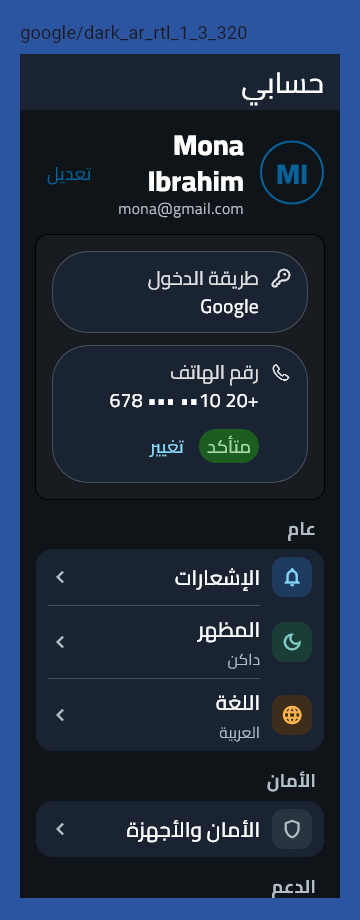 google/dark_ar_rtl_1_3_320
حسابي
MI
Mona
Ibrahim
mona@gmail.com
تعديل
طريقة الدخول
Google
رقم الهاتف
+20 10•• ••• 678
متأكد
تغيير
عام
الإشعارات
المظهر
داكن
اللغة
العربية
الأمان
الأمان والأجهزة
الدعم